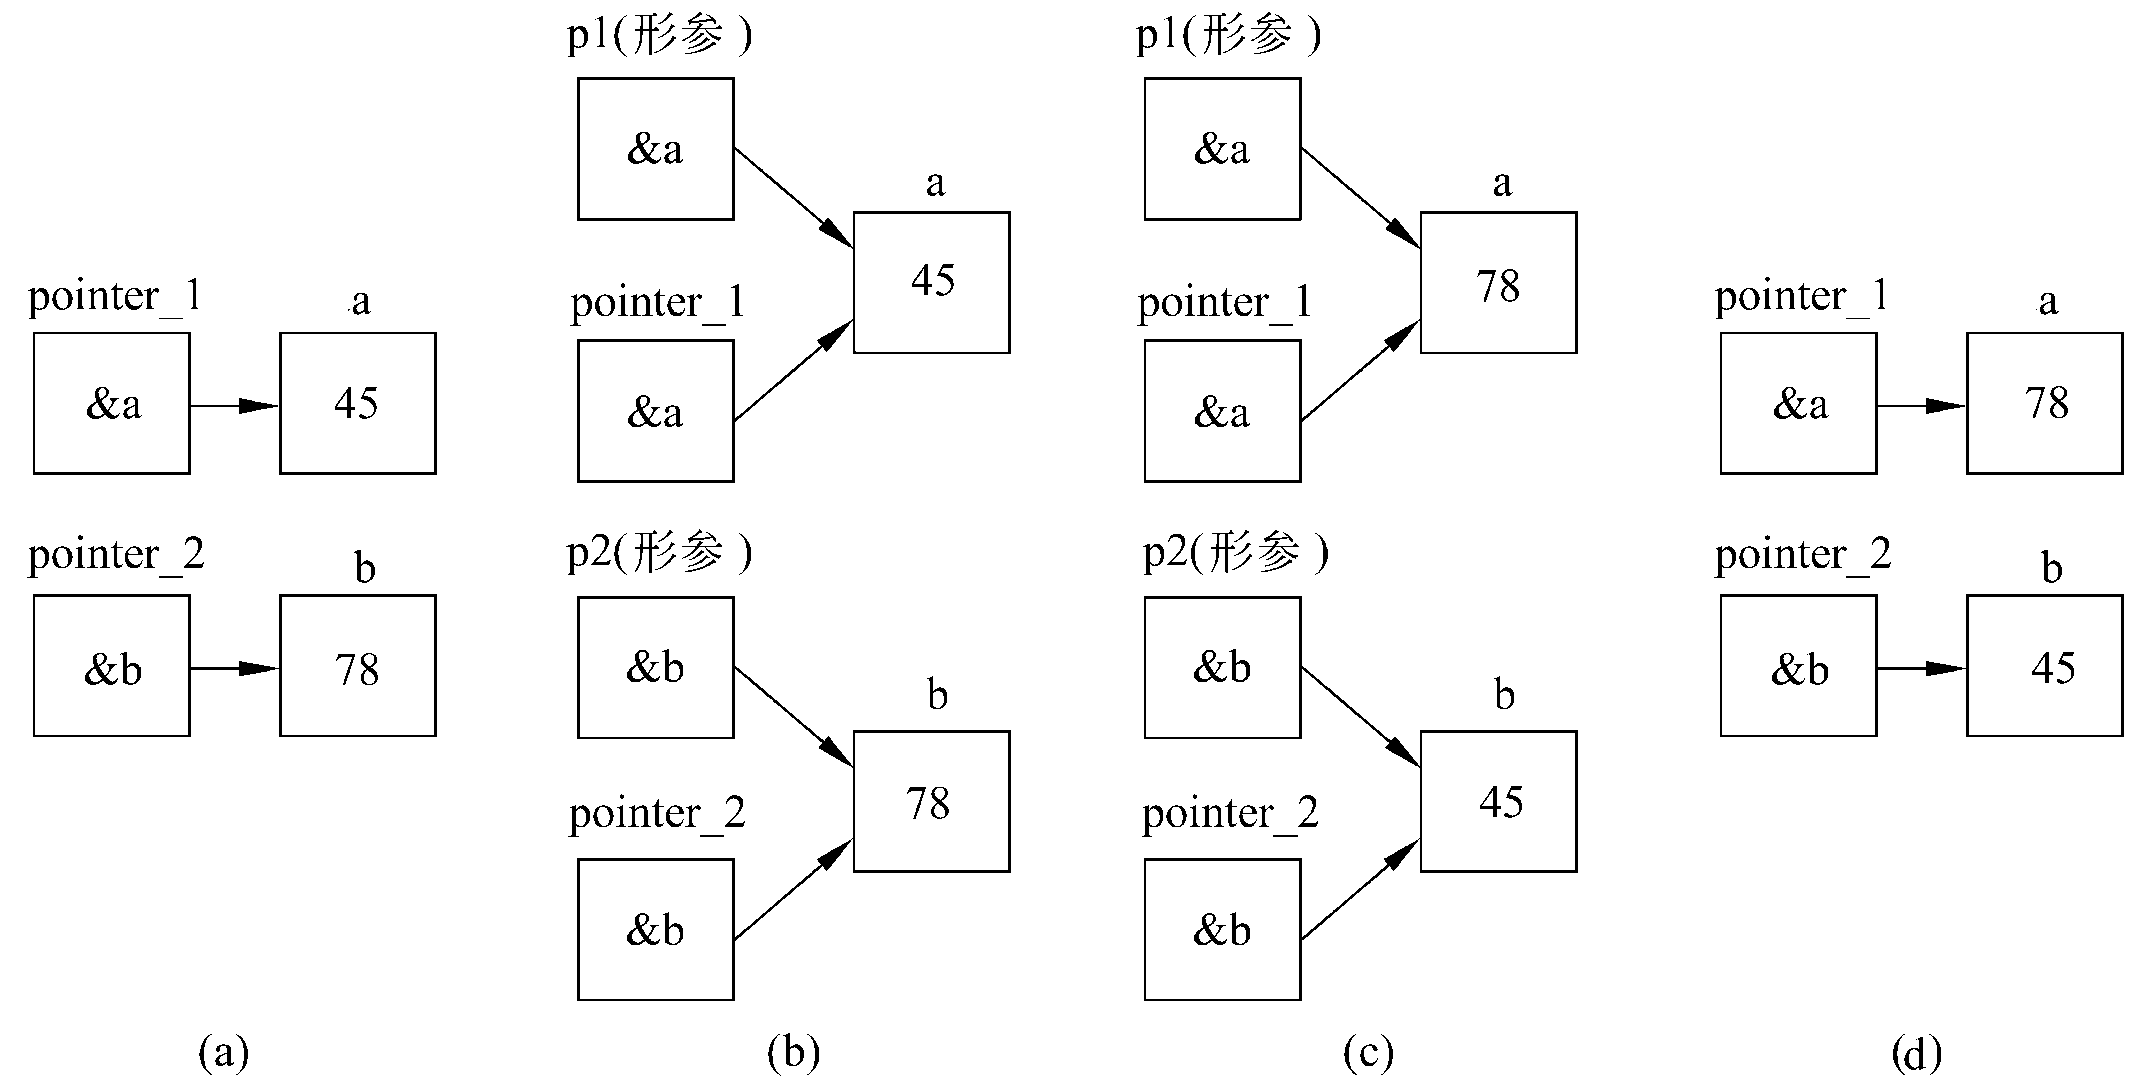 pointer_1
a
&a
45
pointer_2
b
&b
78
(a)
p1(形参)
&a
a
45
pointer_1
&a
p2(形参)
&b
b
78
pointer_2
&b
(b)
p1(形参)
&a
a
78
pointer_1
&a
p2(形参)
&b
b
45
pointer_2
&b
(c)
pointer_1
a
&a
78
pointer_2
b
&b
45
(d)